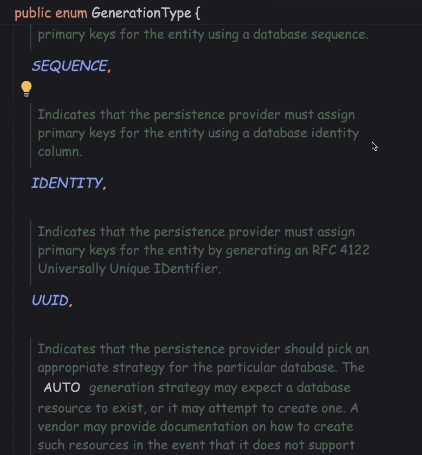 public enum GenerationType {
primary keys for the entity using a database sequence.
SEQUENCE,
Indicates that the persistence provider must assign
primary keys for the entity using a database identity
column.
IDENTITY,
Indicates that the persistence provider must assign
primary keys for the entity by generating an RFC 4122
Universally Unique IDentifier.
UUID,
Indicates that the persistence provider should pick an
appropriate strategy for the particular database. The
AUTO generation strategy may expect a database
resource to exist, or it may attempt to create one. A
vendor may provide documentation on how to create
such resources in the event that it does not support